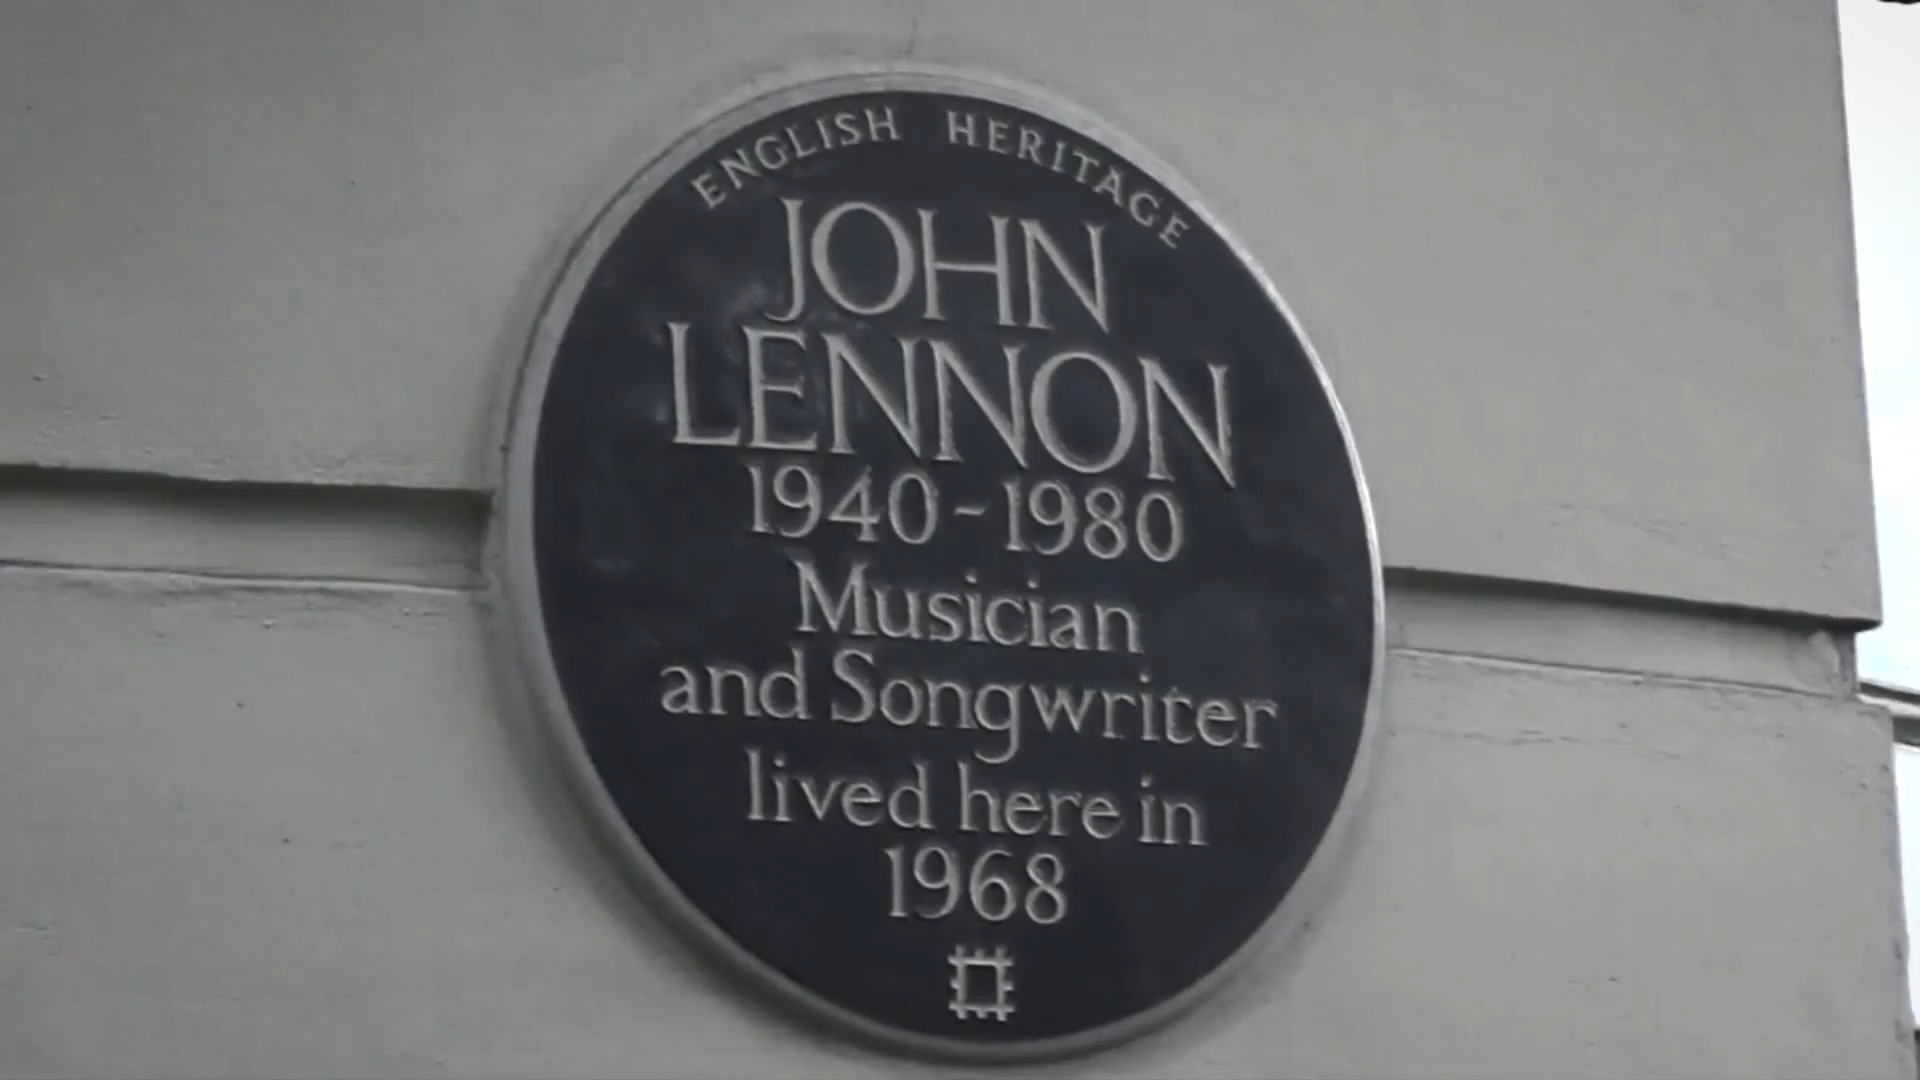 ENGLISH HERITAGE
JOHN
LENNON
1940-1980
Musician
and Songwriter
lived here in
1968